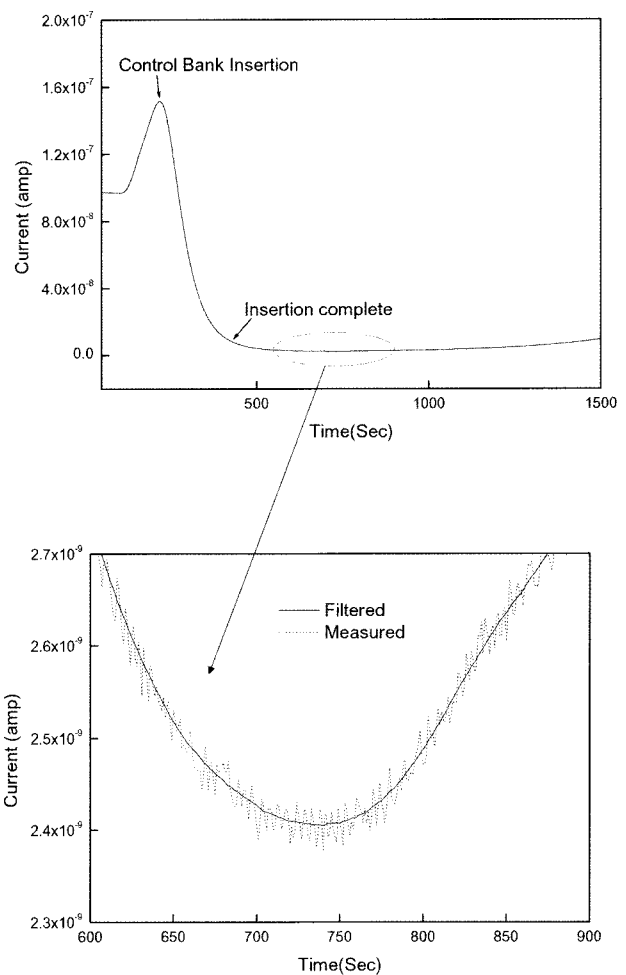 2.0x10-7
Control Bank Insertion
1.6x10-7
1.2x10-7
Current (amp)
8.0x10-8
4.0x10-8
Insertion complete
0.0
500
1000
1500
Time(Sec)
2.7x10-9
Filtered
Measured
2.6x10-9
Current (amp)
2.5x10-9
2.4x10-9
2.3x10-9
600
650
700
750
800
850
900
Time(Sec)